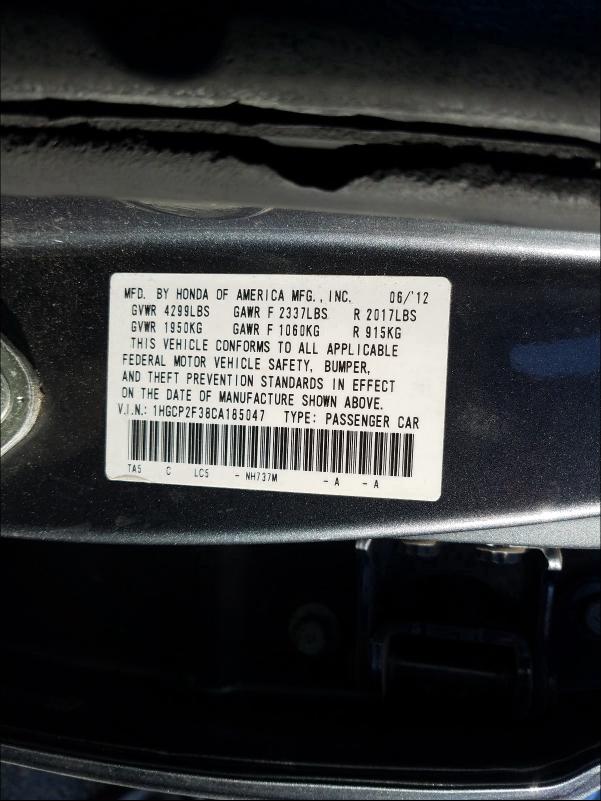 MFD. BY HONDA OF AMERICA MFG., INC. 06/'12
GVWR 4299LBS GAWR F 2337LBS R 2017LBS
GVWR 1950KG GAWR F 1060KG R 915KG
THIS VEHICLE CONFORMS TO ALL APPLICABLE
FEDERAL MOTOR VEHICLE SAFETY, BUMPER,
AND THEFT PREVENTION STANDARDS IN EFFECT
ON THE DATE OF MANUFACTURE SHOWN ABOVE.
V.I.N.: 1HGCP2F38CA185047 TYPE: PASSENGER CAR
TA5 C LC5 - NH737M - A - A